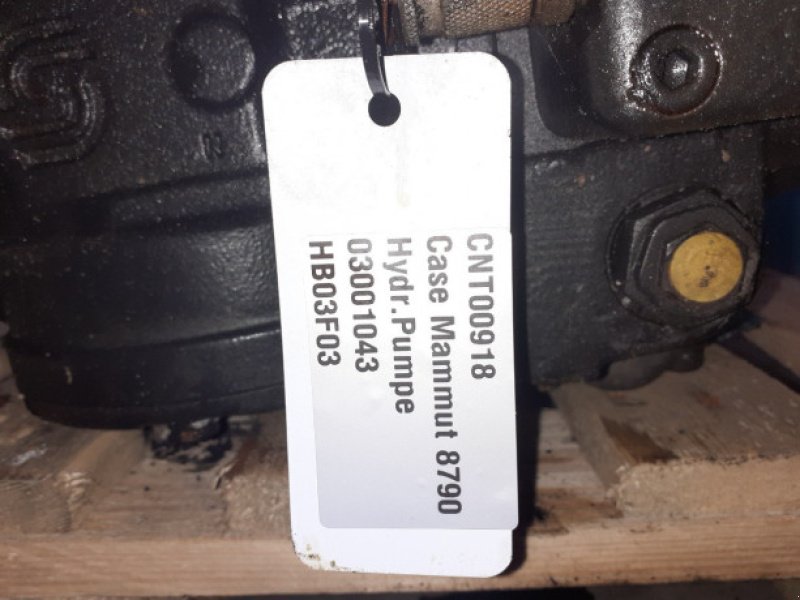 CNT00918
Case Mammut 8790
Hydr.Pumpe
03001043
HB03F03